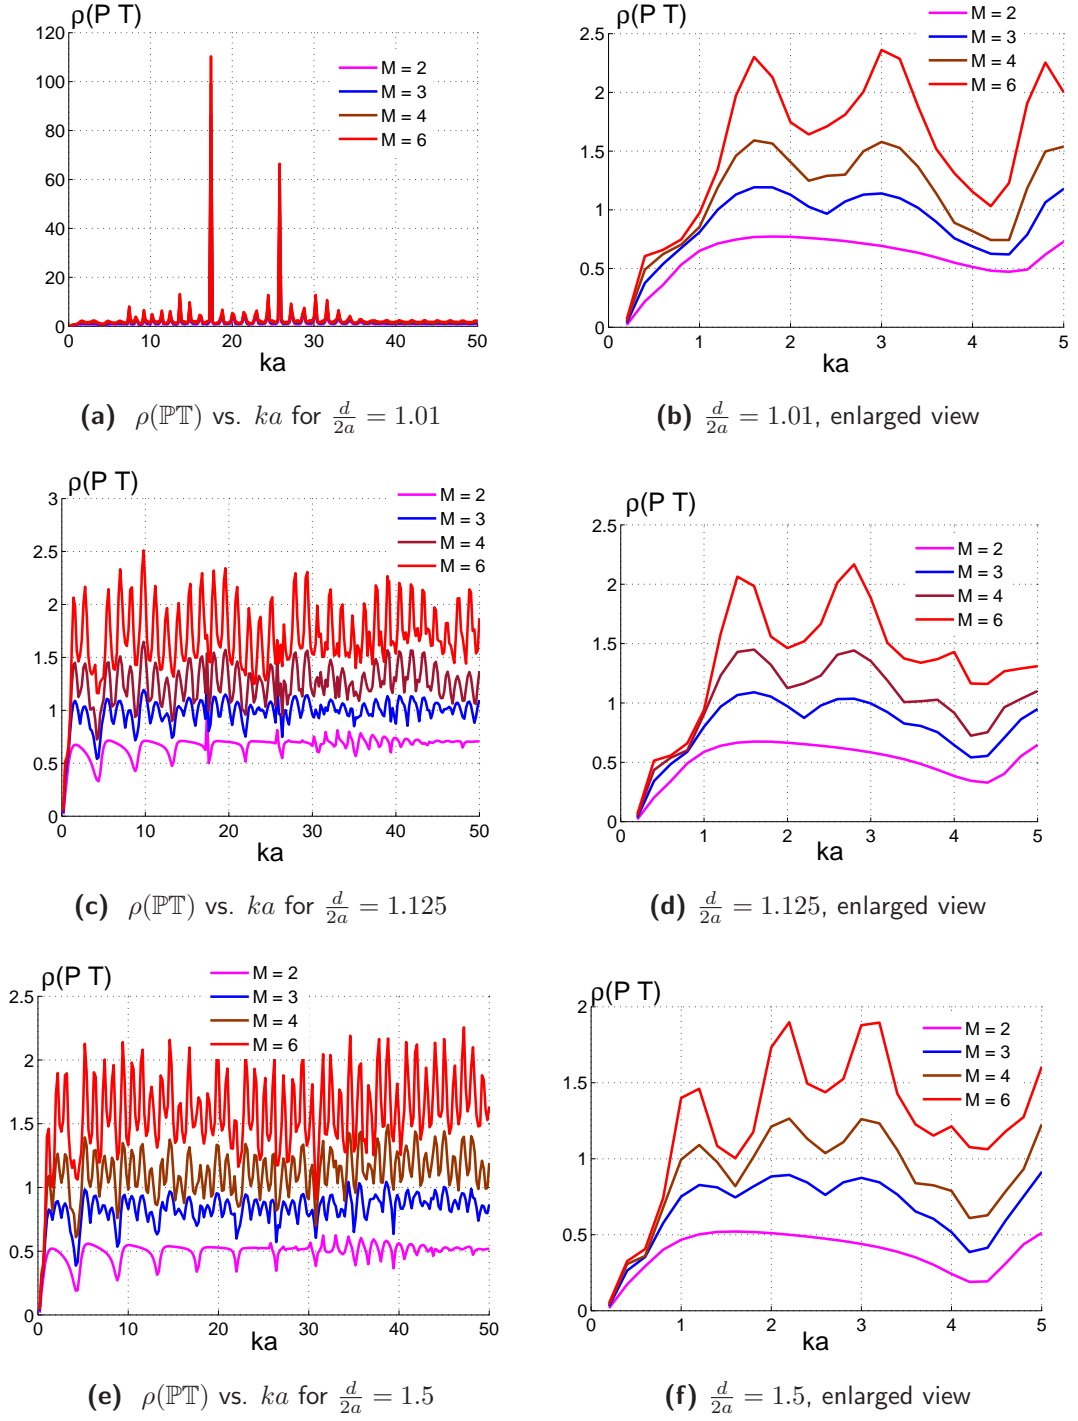 ρ(P T)
120
100
80
60
40
20
0
0 10 20 30 40 50
ka
M = 2
M = 3
M = 4
M = 6
(a) ρ(ℙ𝕋) vs. ka for d/2a = 1.01
ρ(P T)
2.5
2
1.5
1
0.5
0
0 1 2 3 4 5
ka
M = 2
M = 3
M = 4
M = 6
(b) d/2a = 1.01, enlarged view
ρ(P T)
3
2.5
2
1.5
1
0.5
0
0 10 20 30 40 50
ka
M = 2
M = 3
M = 4
M = 6
(c) ρ(ℙ𝕋) vs. ka for d/2a = 1.125
ρ(P T)
2.5
2
1.5
1
0.5
0
0 1 2 3 4 5
ka
M = 2
M = 3
M = 4
M = 6
(d) d/2a = 1.125, enlarged view
ρ(P T)
2.5
2
1.5
1
0.5
0
0 10 20 30 40 50
ka
M = 2
M = 3
M = 4
M = 6
(e) ρ(ℙ𝕋) vs. ka for d/2a = 1.5
ρ(P T)
2
1.5
1
0.5
0
0 1 2 3 4 5
ka
M = 2
M = 3
M = 4
M = 6
(f) d/2a = 1.5, enlarged view